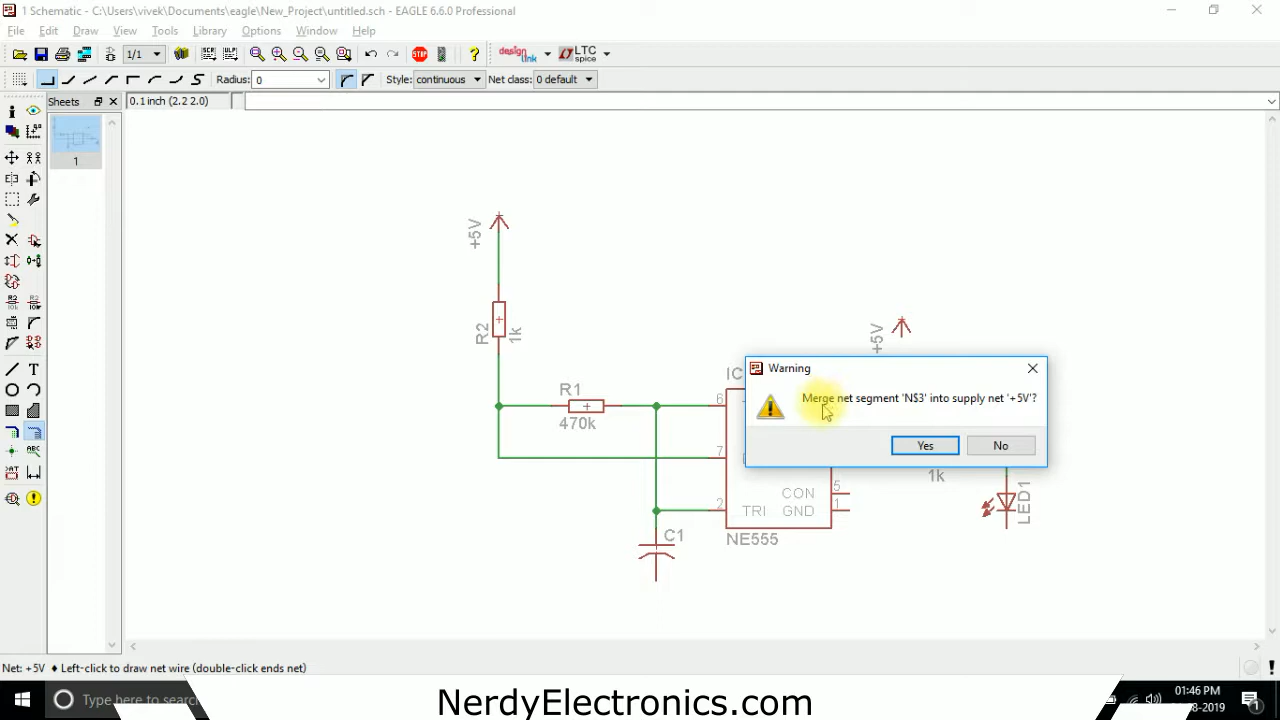 1 Schematic - C:\Users\vivek\Documents\eagle\New_Project\untitled.sch - EAGLE 6.6.0 Professional
File Edit Draw View Tools Library Options Window Help
1/1 design link LTC spice
Radius: 0 Style: continuous Net class: 0 default
Sheets 0.1 inch (2.2 2.0)
1
+5V
R2 1k
+5V
R1
470k
C1
IC
6
7
2
TRI
CON
GND
5
1
NE555
1k
LED1
Warning
Merge net segment 'N$3' into supply net '+5V'?
Yes No
Net: +5V ♦ Left-click to draw net wire (double-click ends net)
Type here to search
01:46 PM
-2019
NerdyElectronics.com